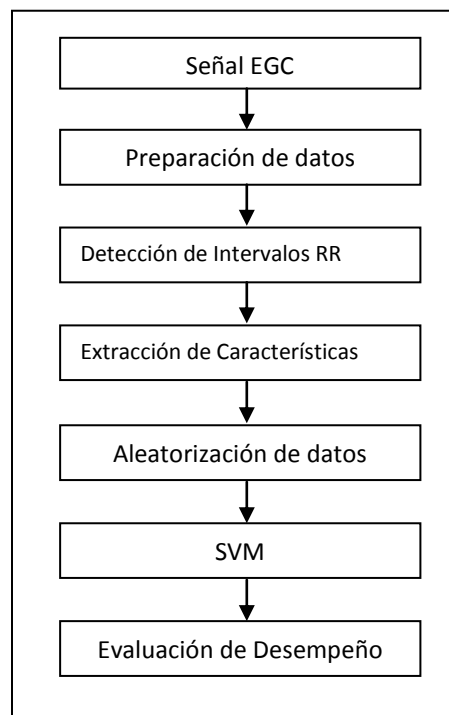 Señal EGC
Preparación de datos
Detección de Intervalos RR
Extracción de Características
Aleatorización de datos
SVM
Evaluación de Desempeño